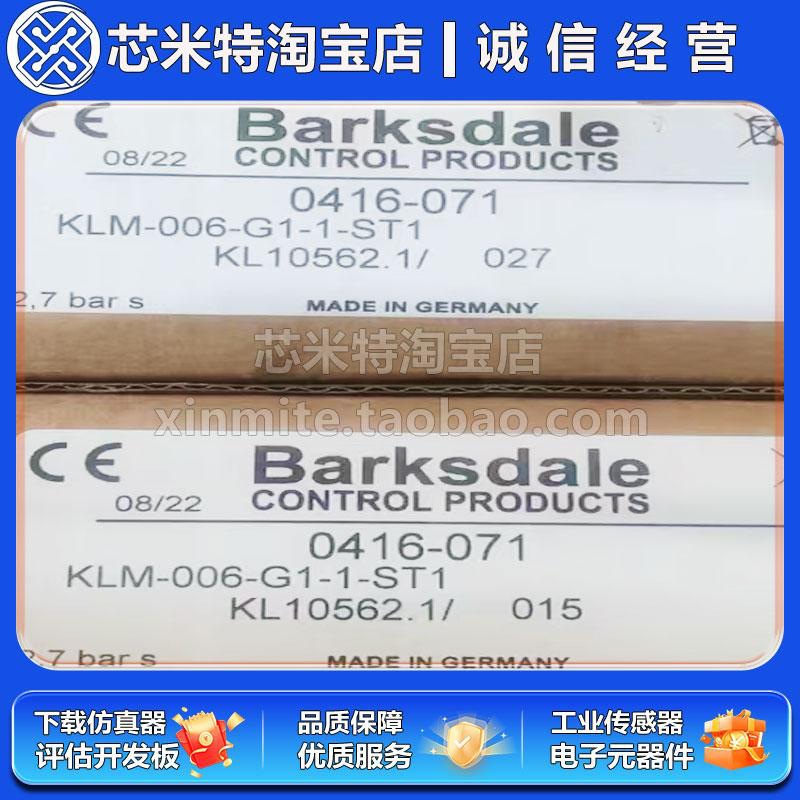 芯米特淘宝店 | 诚信经营
CE Barksdale
08/22 CONTROL PRODUCTS
0416-071
KLM-006-G1-1-ST1
KL10562.1/ 027
2,7 bar s MADE IN GERMANY
芯米特淘宝店
xinmite.taobao.com
CE Barksdale
08/22 CONTROL PRODUCTS
0416-071
KLM-006-G1-1-ST1
KL10562.1/ 015
2,7 bar s MADE IN GERMANY
下载仿真器 品质保障 工业传感器
评估开发板 优质服务 电子元器件